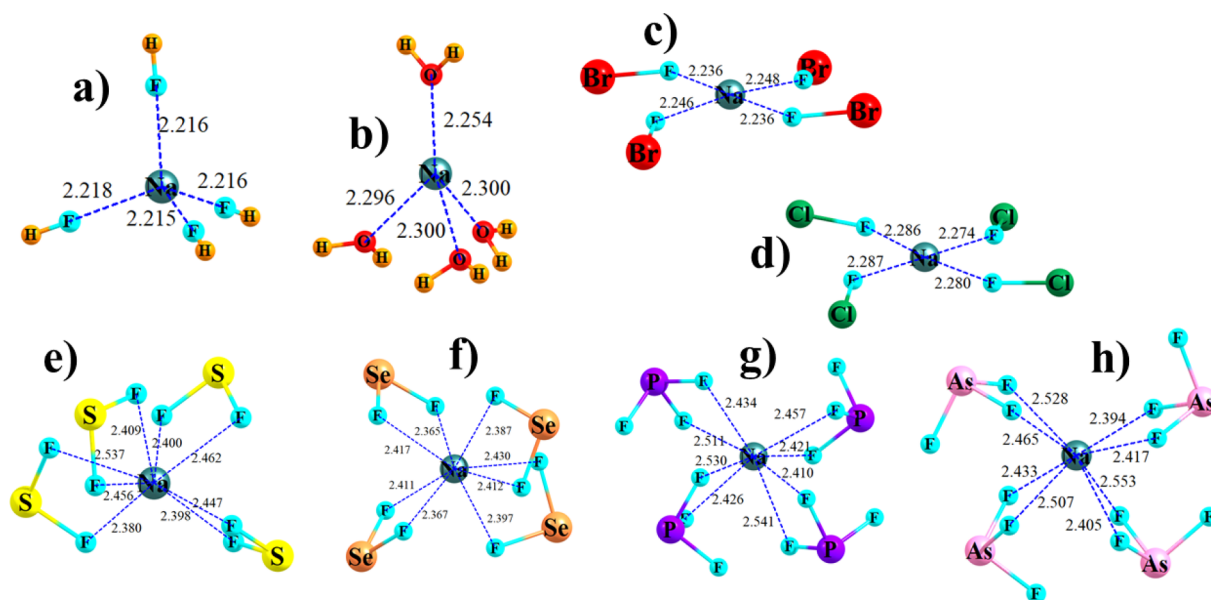 a)
H
F
2.216
Na
2.218
2.216
F
2.215
F
F
H
H
H
b)
H
H
O
2.254
Na
2.296
2.300
2.300
H
O
H
O
H
H
O
H
H
c)
Br
F
2.236
2.248
F
Br
Na
2.246
2.236
F
F
Br
Br
d)
Cl
F
2.286
2.274
F
Cl
Na
2.287
2.280
F
F
Cl
Cl
e)
S
F
S
F
F
2.409
2.400
F
2.537
2.462
F
2.456
Na
S
2.447
2.398
F
2.380
F
F
S
f)
Se
F
F
F
2.365
2.387
Se
2.417
2.430
F
Na
2.412
F
2.411
F
2.367
2.397
F
Se
F
Se
g)
P
F
F
2.434
2.457
F
P
F
F
2.511
2.421
F
Na
2.530
2.410
F
2.426
F
F
F
P
2.541
F
P
F
h)
F
As
F
2.528
2.394
F
As
F
2.465
2.417
F
F
Na
2.433
2.553
F
2.507
2.405
F
F
F
As
F
As
F